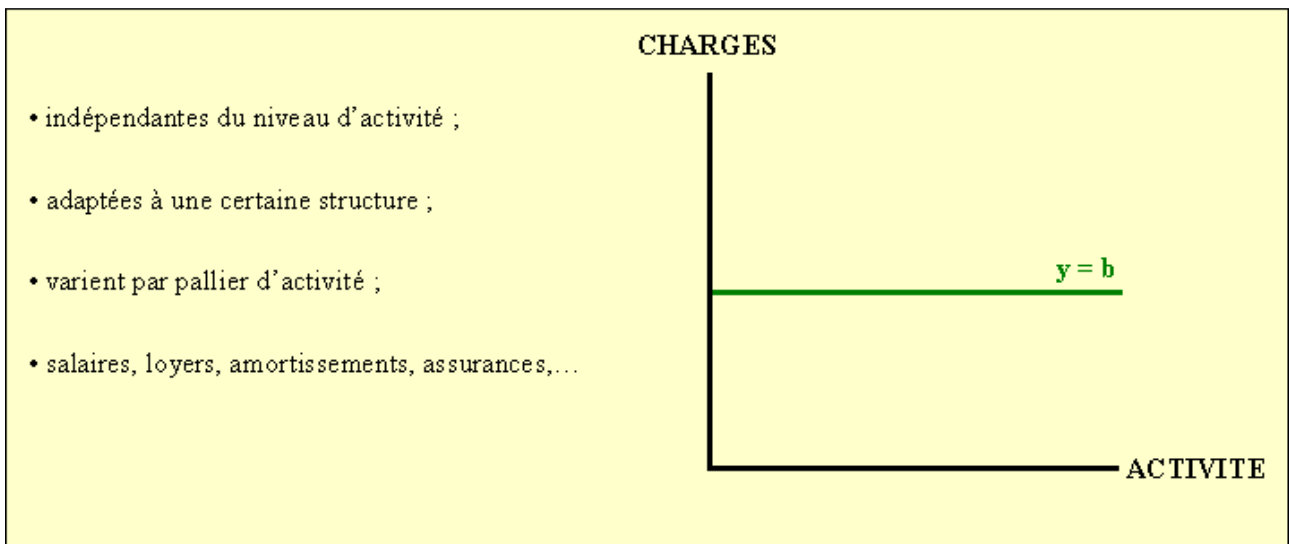 CHARGES
• indépendantes du niveau d’activité ;
• adaptées à une certaine structure ;
• varient par pallier d’activité ;
y = b
• salaires, loyers, amortissements, assurances,…
ACTIVITE